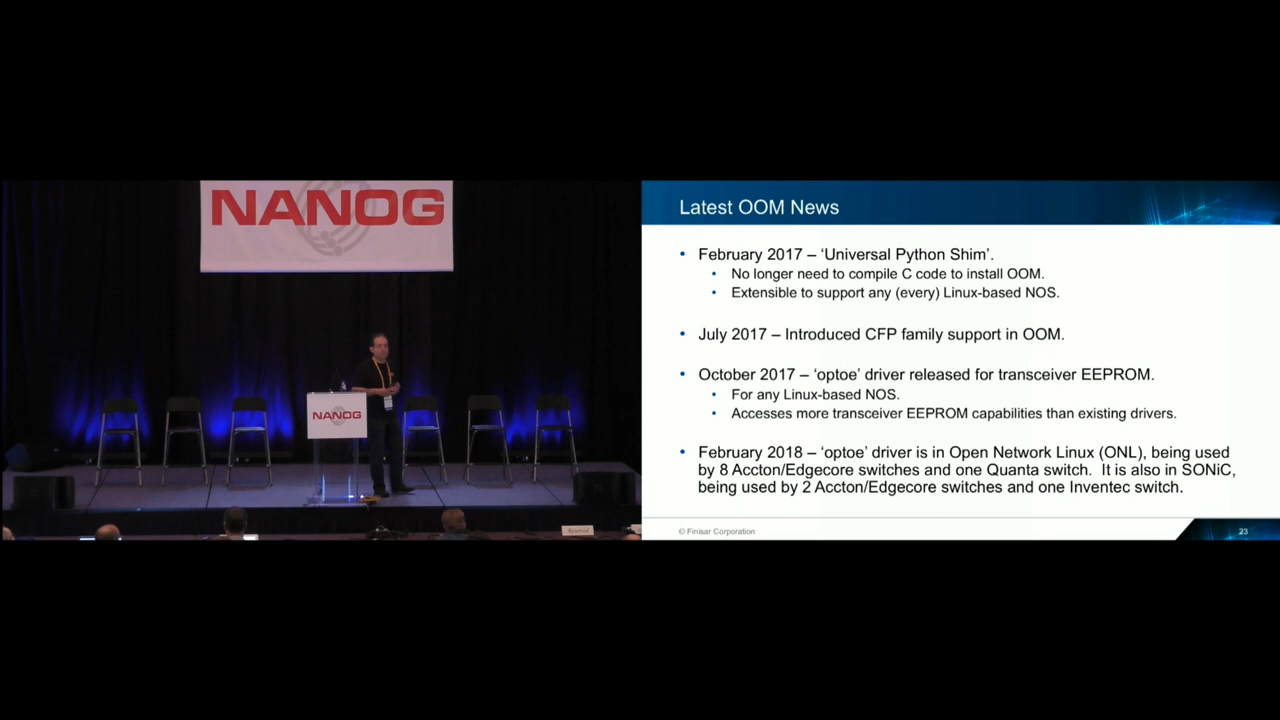 NANOG
NANOG
Latest OOM News
• February 2017 – ‘Universal Python Shim’.
• No longer need to compile C code to install OOM.
• Extensible to support any (every) Linux-based NOS.
• July 2017 – Introduced CFP family support in OOM.
• October 2017 – ‘optoe’ driver released for transceiver EEPROM.
• For any Linux-based NOS.
• Accesses more transceiver EEPROM capabilities than existing drivers.
• February 2018 – ‘optoe’ driver is in Open Network Linux (ONL), being used
by 8 Accton/Edgecore switches and one Quanta switch.  It is also in SONiC,
being used by 2 Accton/Edgecore switches and one Inventec switch.
© Finisar Corporation
23